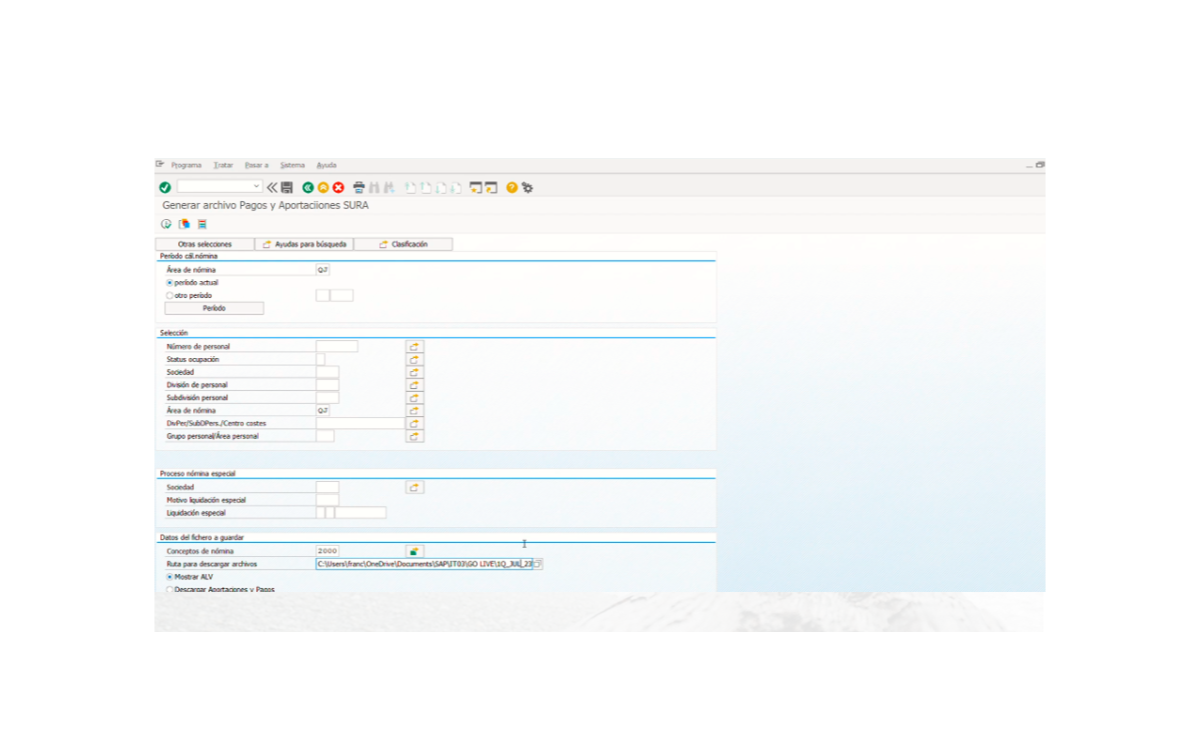 Programa Tratar Pasar a Sistema Ayuda
Generar archivo Pagos y Aportaciiones SURA
Otras selecciones Ayudas para búsqueda Clasificación
Período cál.nómina
Área de nómina QJ
período actual
otro período
Período
Selección
Número de personal
Status ocupación
Sociedad
División de personal
Subdivisión personal
Área de nómina QJ
DivPer/SubDPers./Centro costes
Grupo personal/Área personal
Proceso nómina especial
Sociedad
Motivo liquidación especial
Liquidación especial
Datos del fichero a guardar
Conceptos de nómina 2000
Ruta para descargar archivos C:\Users\franc\OneDrive\Documents\SAP\IT03\GO LIVE\1Q_JUL_23
Mostrar ALV
Descargar Aportaciones y Pagos